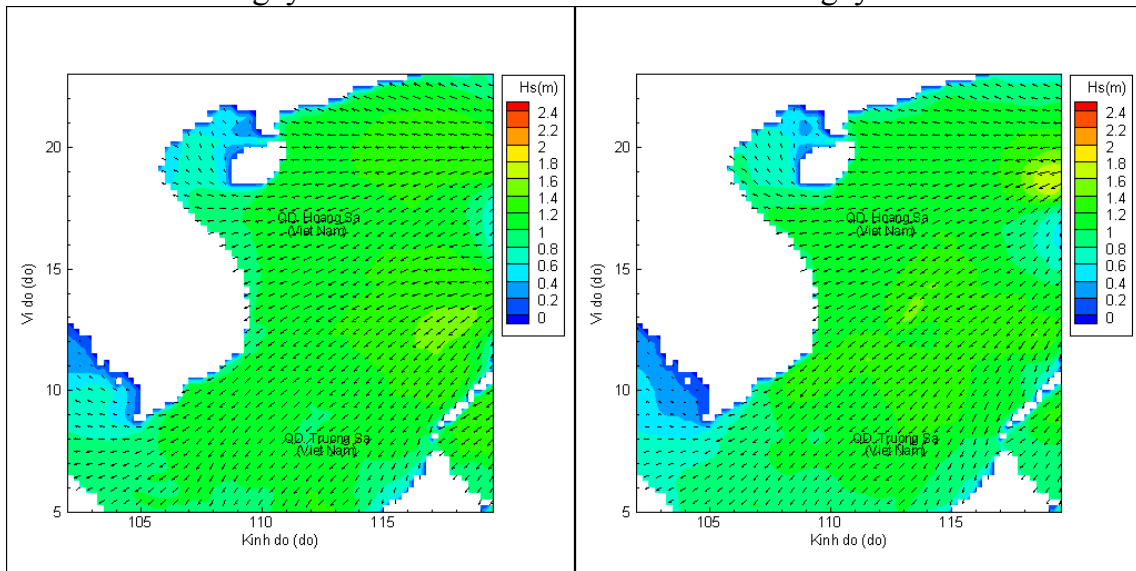 Hs(m)
2.4
2.2
2
1.8
1.6
1.4
1.2
1
0.8
0.6
0.4
0.2
0
QD. Hoang Sa
(Viet Nam)
QD. Truong Sa
(Viet Nam)
Vi do (do)
20
15
10
5
105
110
115
Kinh do (do)
Hs(m)
2.4
2.2
2
1.8
1.6
1.4
1.2
1
0.8
0.6
0.4
0.2
0
QD. Hoang Sa
(Viet Nam)
QD. Truong Sa
(Viet Nam)
Vi do (do)
20
15
10
5
105
110
115
Kinh do (do)